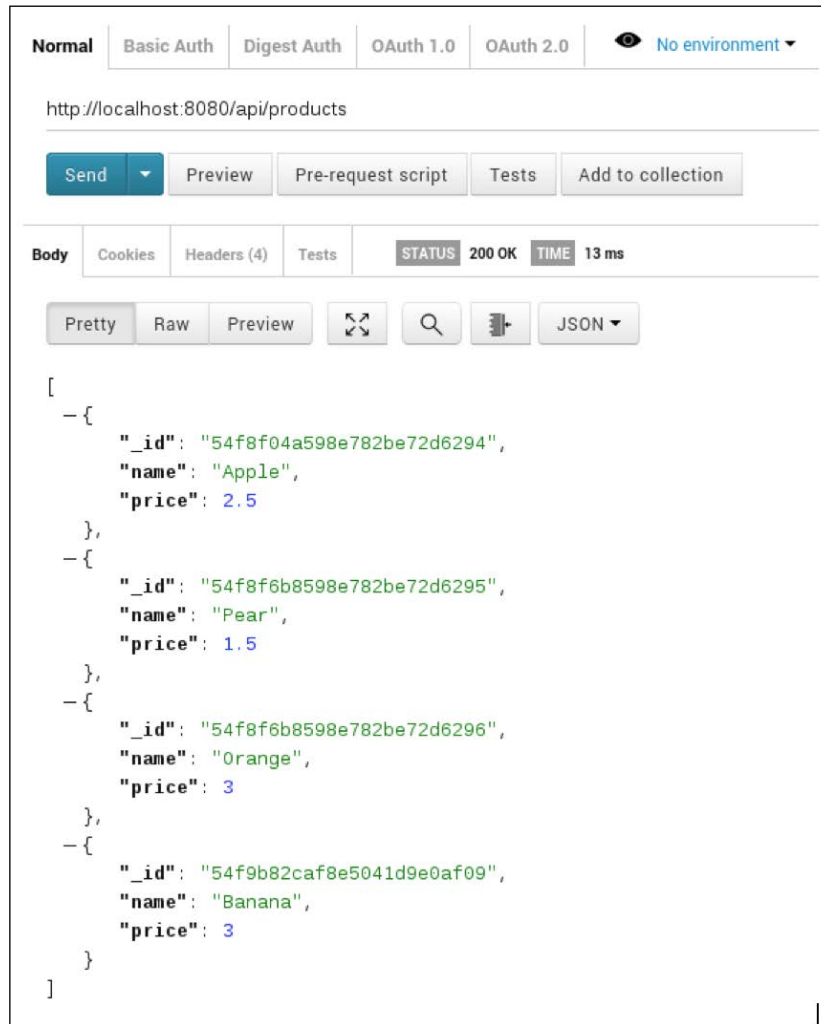 Normal Basic Auth Digest Auth OAuth 1.0 OAuth 2.0 No environment
http://localhost:8080/api/products
Send Preview Pre-request script Tests Add to collection
Body Cookies Headers (4) Tests STATUS 200 OK TIME 13 ms
Pretty Raw Preview JSON
[
{
"_id": "54f8f04a598e782be72d6294",
"name": "Apple",
"price": 2.5
},
{
"_id": "54f8f6b8598e782be72d6295",
"name": "Pear",
"price": 1.5
},
{
"_id": "54f8f6b8598e782be72d6296",
"name": "Orange",
"price": 3
},
{
"_id": "54f9b82caf8e5041d9e0af09",
"name": "Banana",
"price": 3
}
]